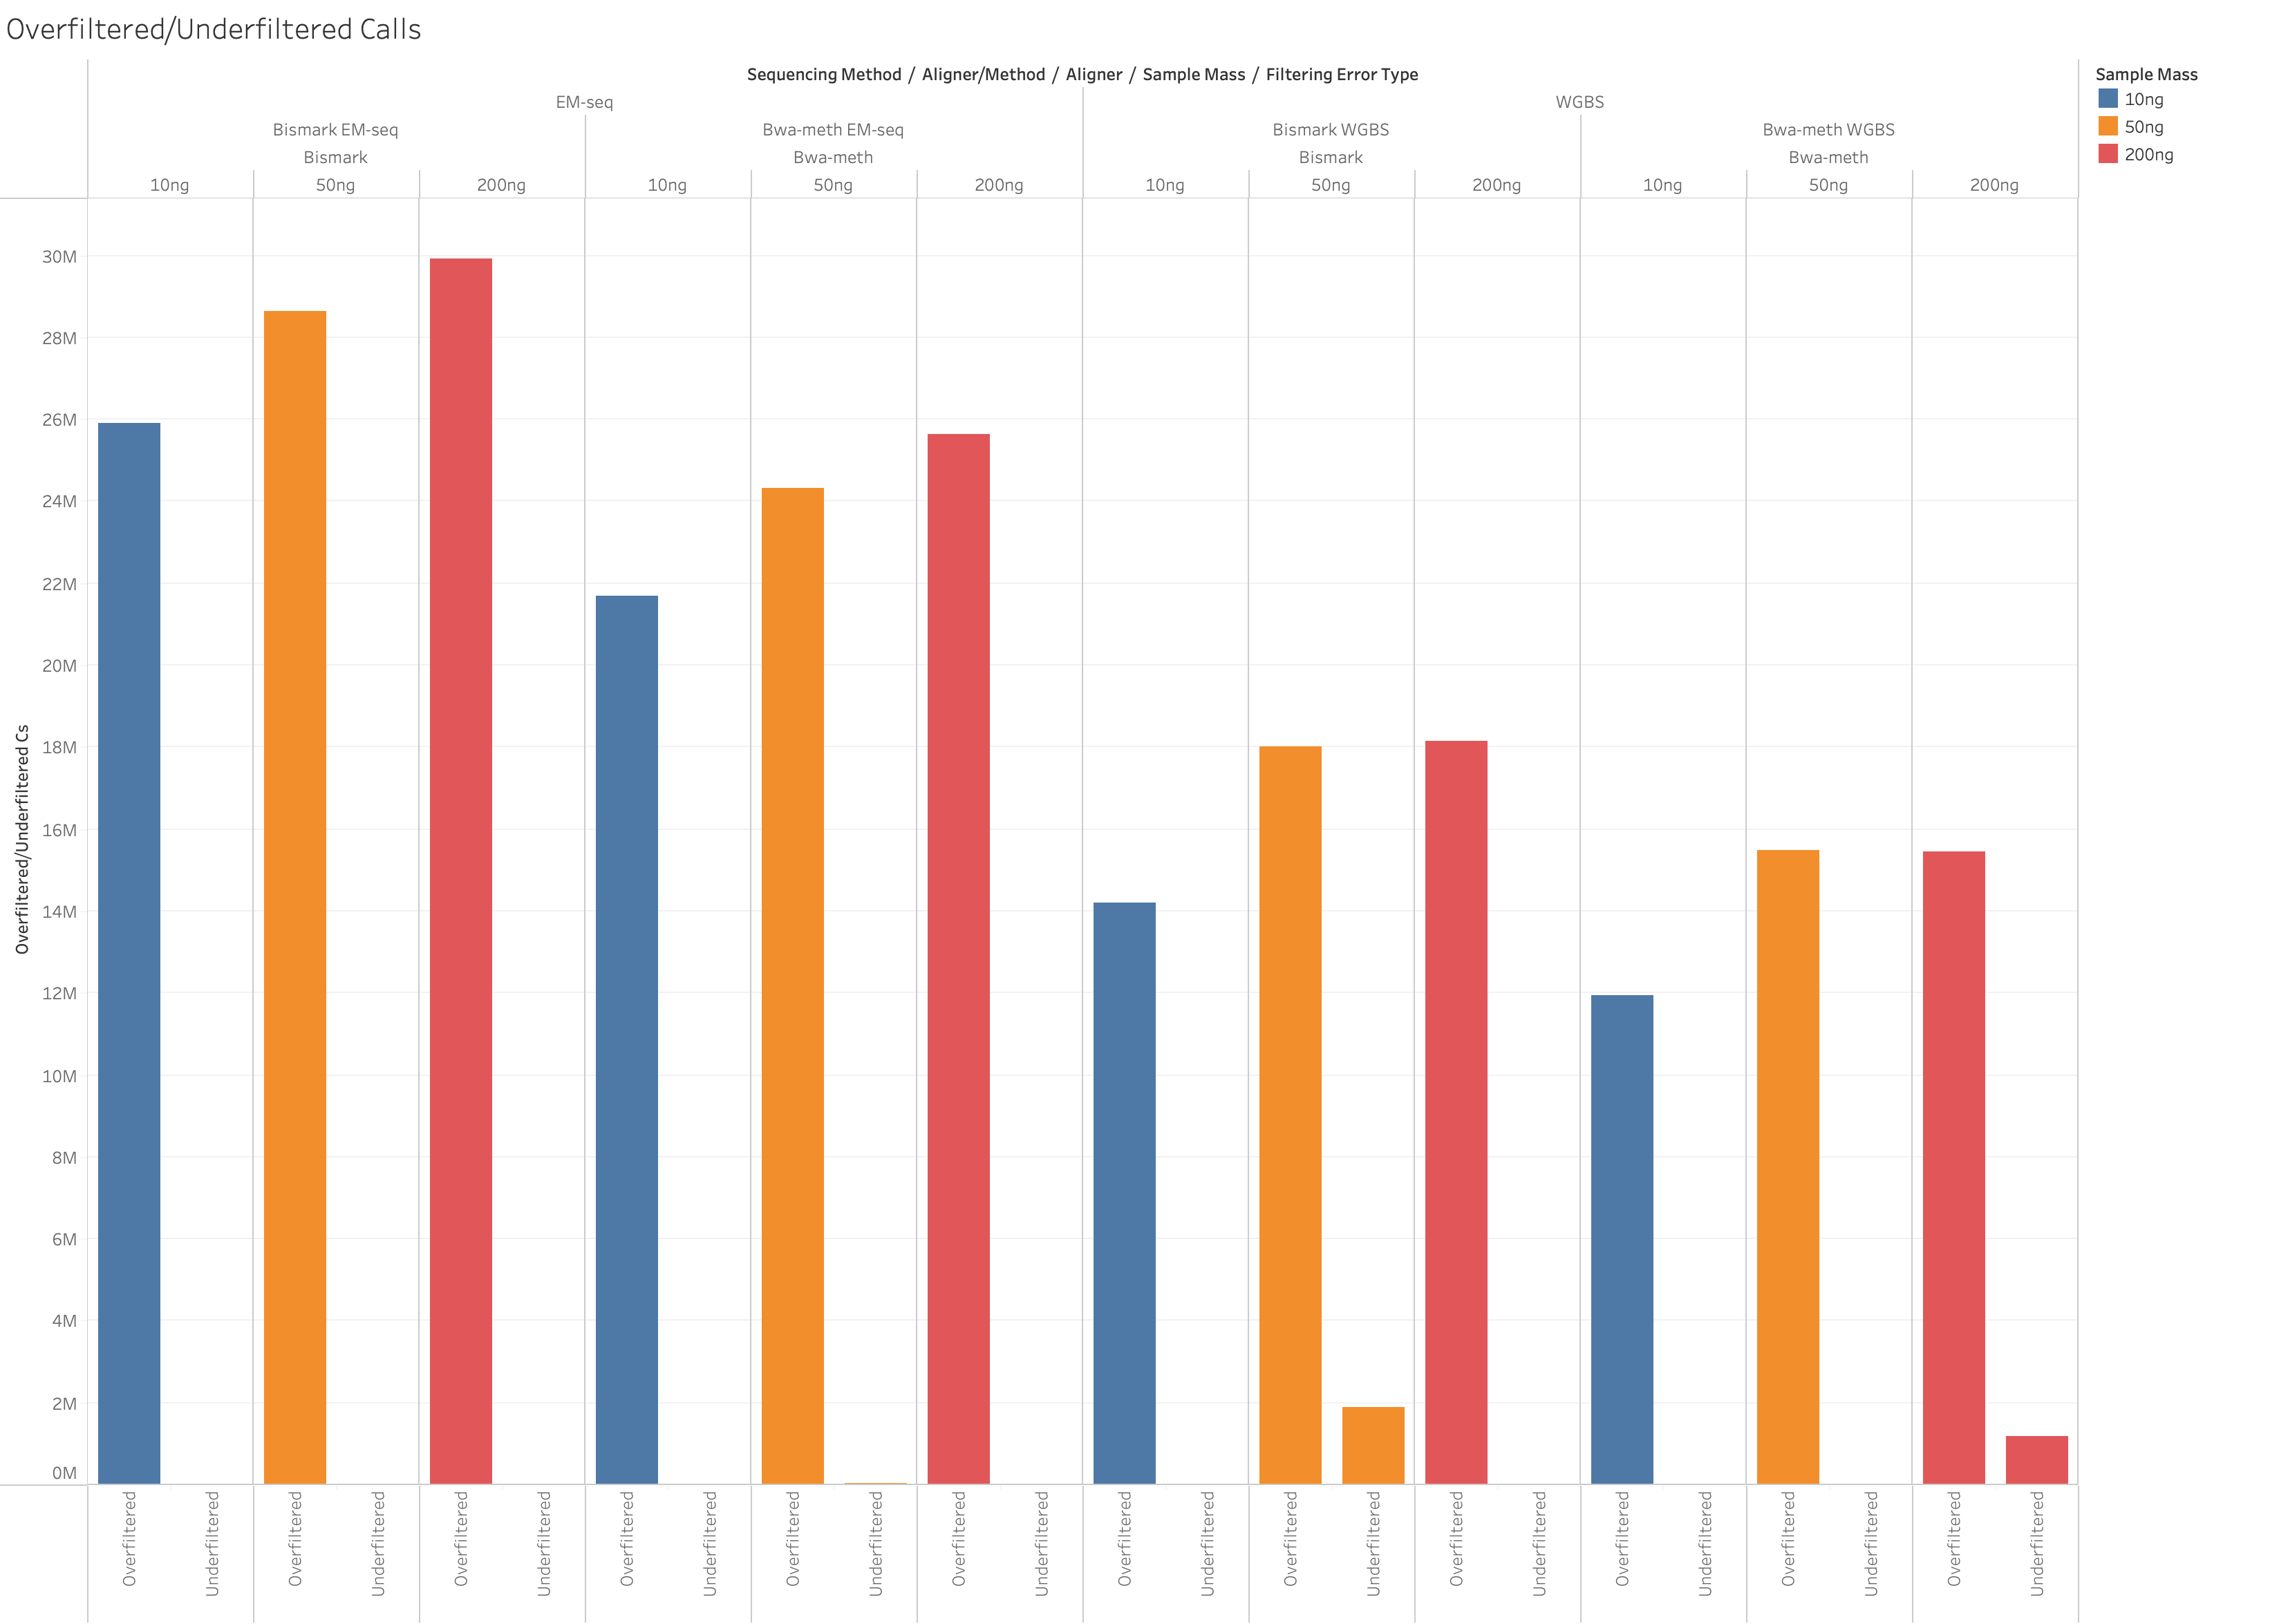 Overfiltered/Underfiltered Calls
Sequencing Method / Aligner/Method / Aligner / Sample Mass / Filtering Error Type
EM-seq WGBS
Bismark EM-seq Bwa-meth EM-seq Bismark WGBS Bwa-meth WGBS
Bismark Bwa-meth Bismark Bwa-meth
10ng 50ng 200ng 10ng 50ng 200ng 10ng 50ng 200ng 10ng 50ng 200ng
Sample Mass
10ng
50ng
200ng
Overfiltered/Underfiltered Cs
30M
28M
26M
24M
22M
20M
18M
16M
14M
12M
10M
8M
6M
4M
2M
0M
Overfiltered Underfiltered Overfiltered Underfiltered Overfiltered Underfiltered Overfiltered Underfiltered Overfiltered Underfiltered Overfiltered Underfiltered Overfiltered Underfiltered Overfiltered Underfiltered Overfiltered Underfiltered Overfiltered Underfiltered Overfiltered Underfiltered Overfiltered Underfiltered